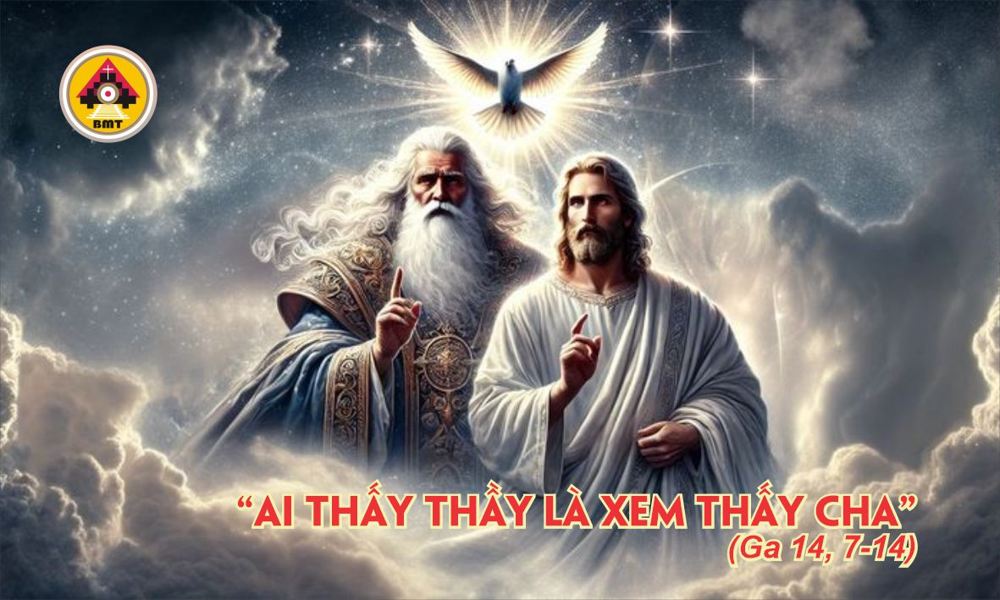 BMT
“AI THẤY THẦY LÀ XEM THẤY CHA”
(Ga 14, 7-14)